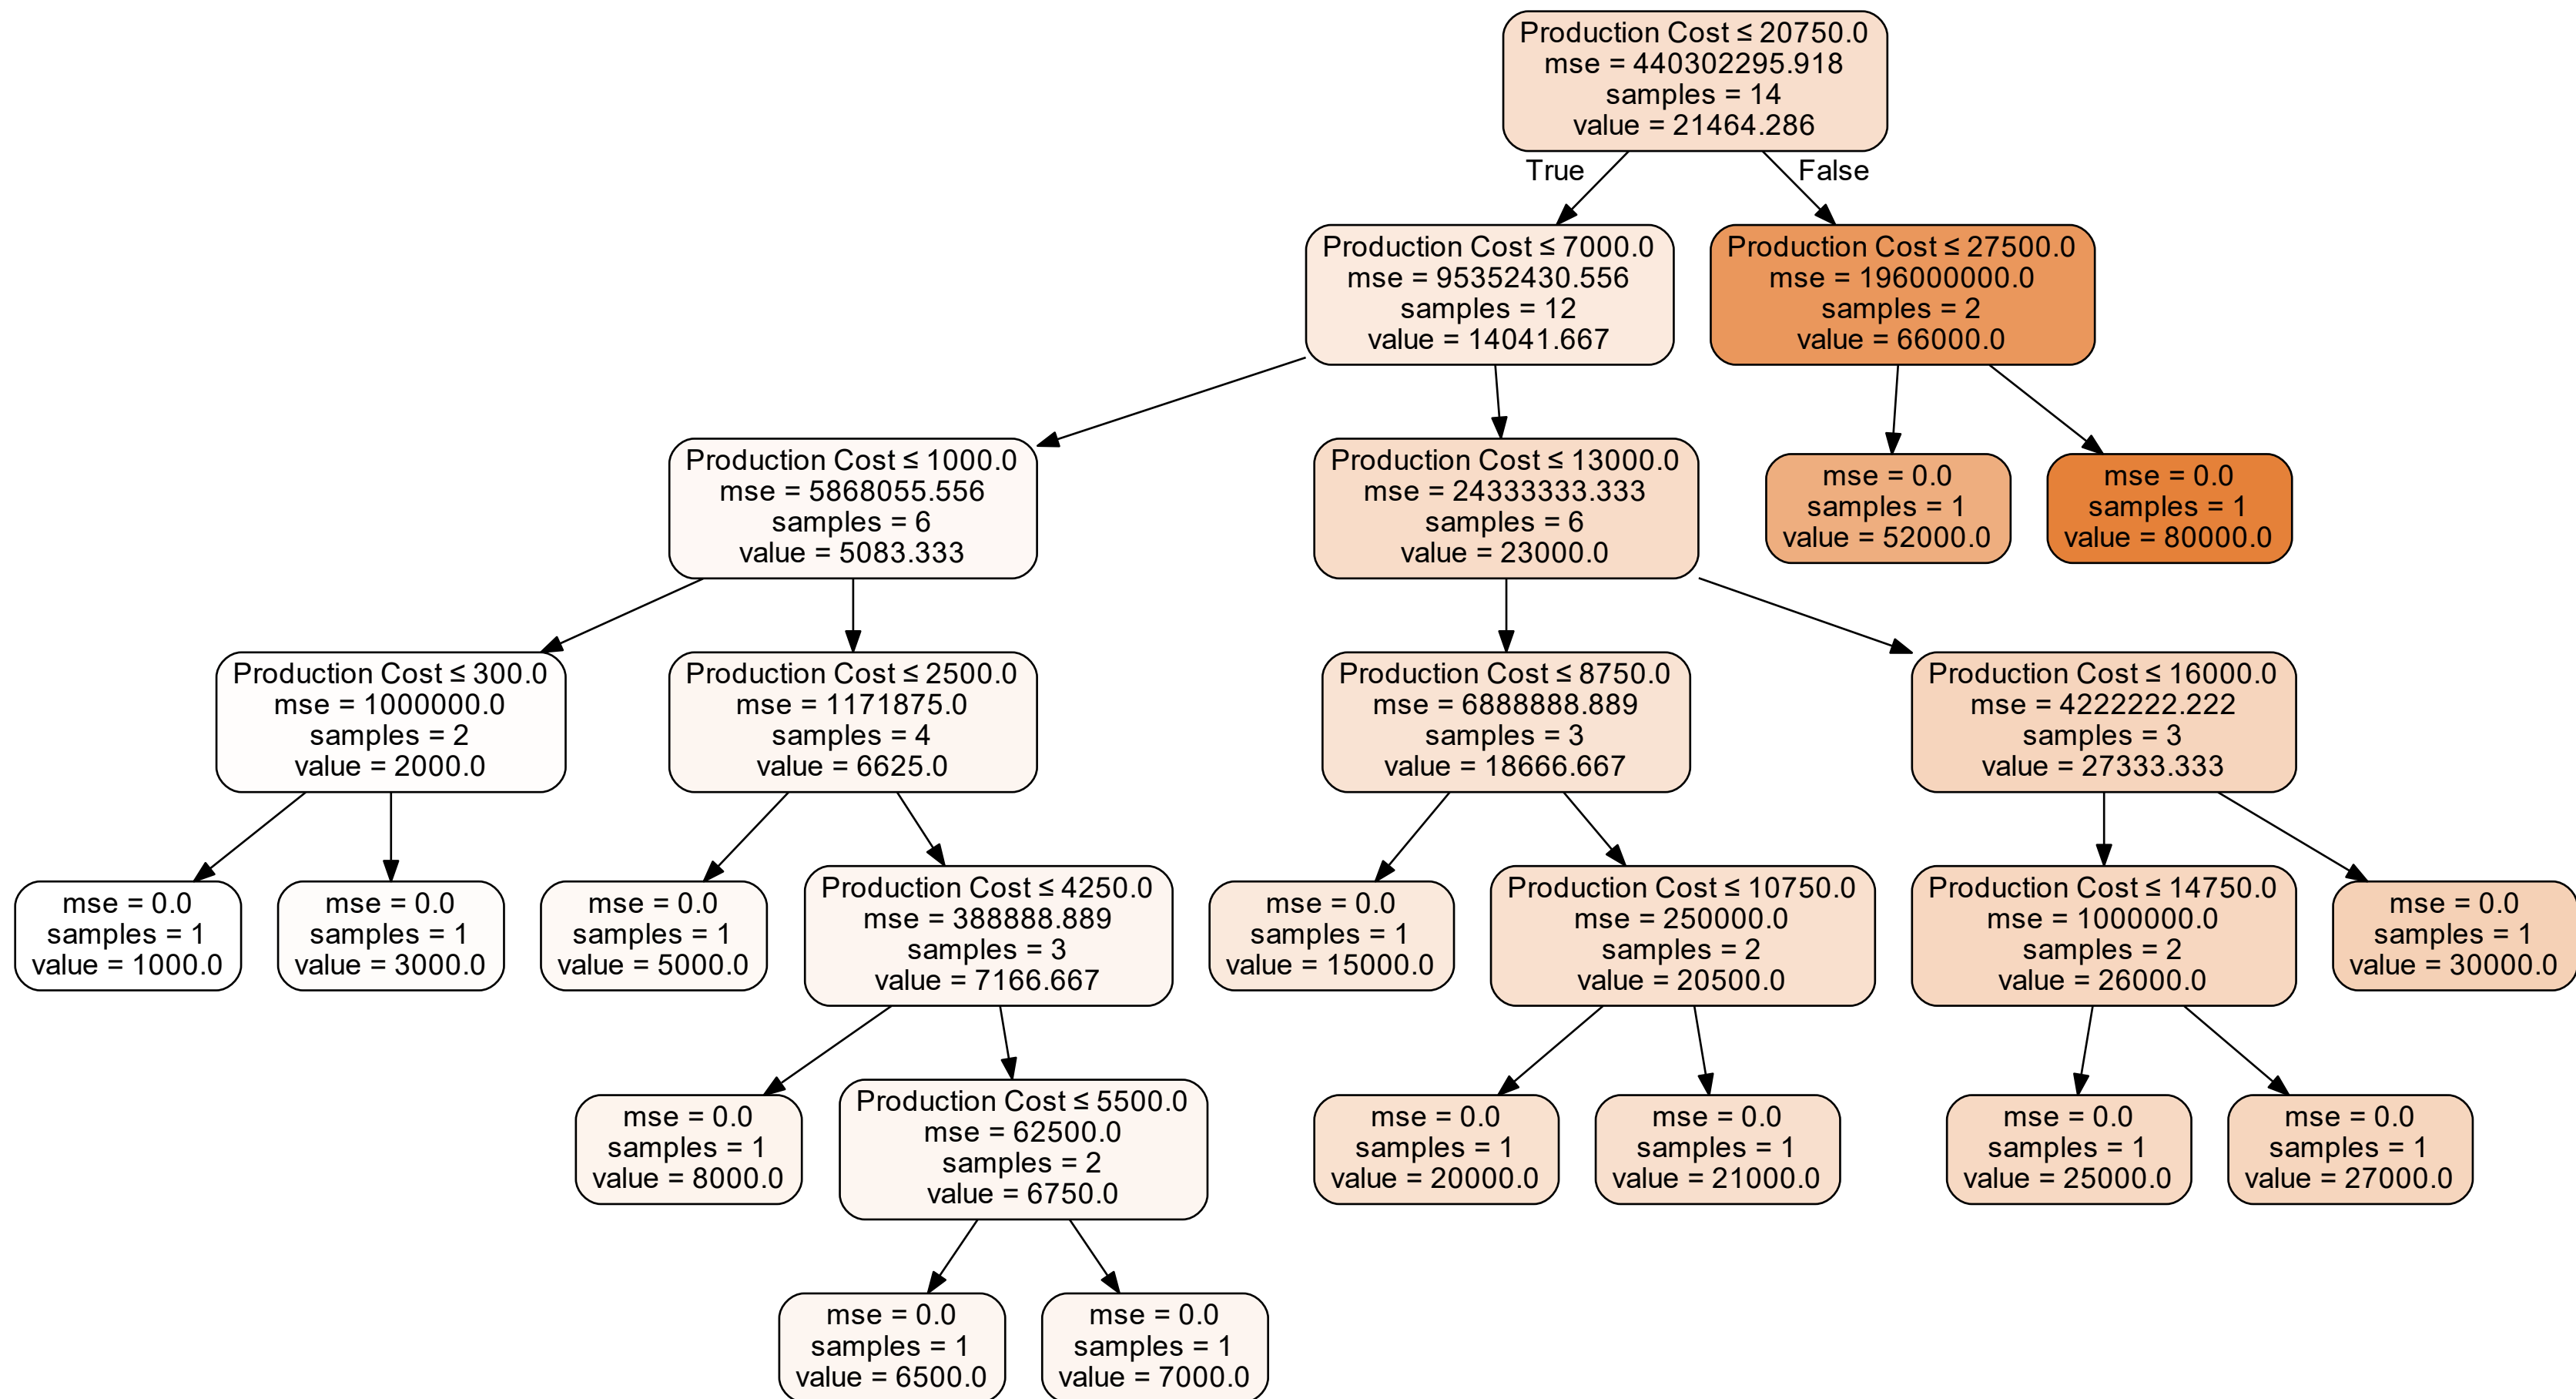 Production Cost ≤ 20750.0
mse = 440302295.918
samples = 14
value = 21464.286
True
False
Production Cost ≤ 7000.0
mse = 95352430.556
samples = 12
value = 14041.667
Production Cost ≤ 27500.0
mse = 196000000.0
samples = 2
value = 66000.0
Production Cost ≤ 1000.0
mse = 5868055.556
samples = 6
value = 5083.333
Production Cost ≤ 13000.0
mse = 24333333.333
samples = 6
value = 23000.0
mse = 0.0
samples = 1
value = 52000.0
mse = 0.0
samples = 1
value = 80000.0
Production Cost ≤ 300.0
mse = 1000000.0
samples = 2
value = 2000.0
Production Cost ≤ 2500.0
mse = 1171875.0
samples = 4
value = 6625.0
Production Cost ≤ 8750.0
mse = 6888888.889
samples = 3
value = 18666.667
Production Cost ≤ 16000.0
mse = 4222222.222
samples = 3
value = 27333.333
mse = 0.0
samples = 1
value = 1000.0
mse = 0.0
samples = 1
value = 3000.0
mse = 0.0
samples = 1
value = 5000.0
Production Cost ≤ 4250.0
mse = 388888.889
samples = 3
value = 7166.667
mse = 0.0
samples = 1
value = 15000.0
Production Cost ≤ 10750.0
mse = 250000.0
samples = 2
value = 20500.0
Production Cost ≤ 14750.0
mse = 1000000.0
samples = 2
value = 26000.0
mse = 0.0
samples = 1
value = 30000.0
mse = 0.0
samples = 1
value = 8000.0
Production Cost ≤ 5500.0
mse = 62500.0
samples = 2
value = 6750.0
mse = 0.0
samples = 1
value = 20000.0
mse = 0.0
samples = 1
value = 21000.0
mse = 0.0
samples = 1
value = 25000.0
mse = 0.0
samples = 1
value = 27000.0
mse = 0.0
samples = 1
value = 6500.0
mse = 0.0
samples = 1
value = 7000.0